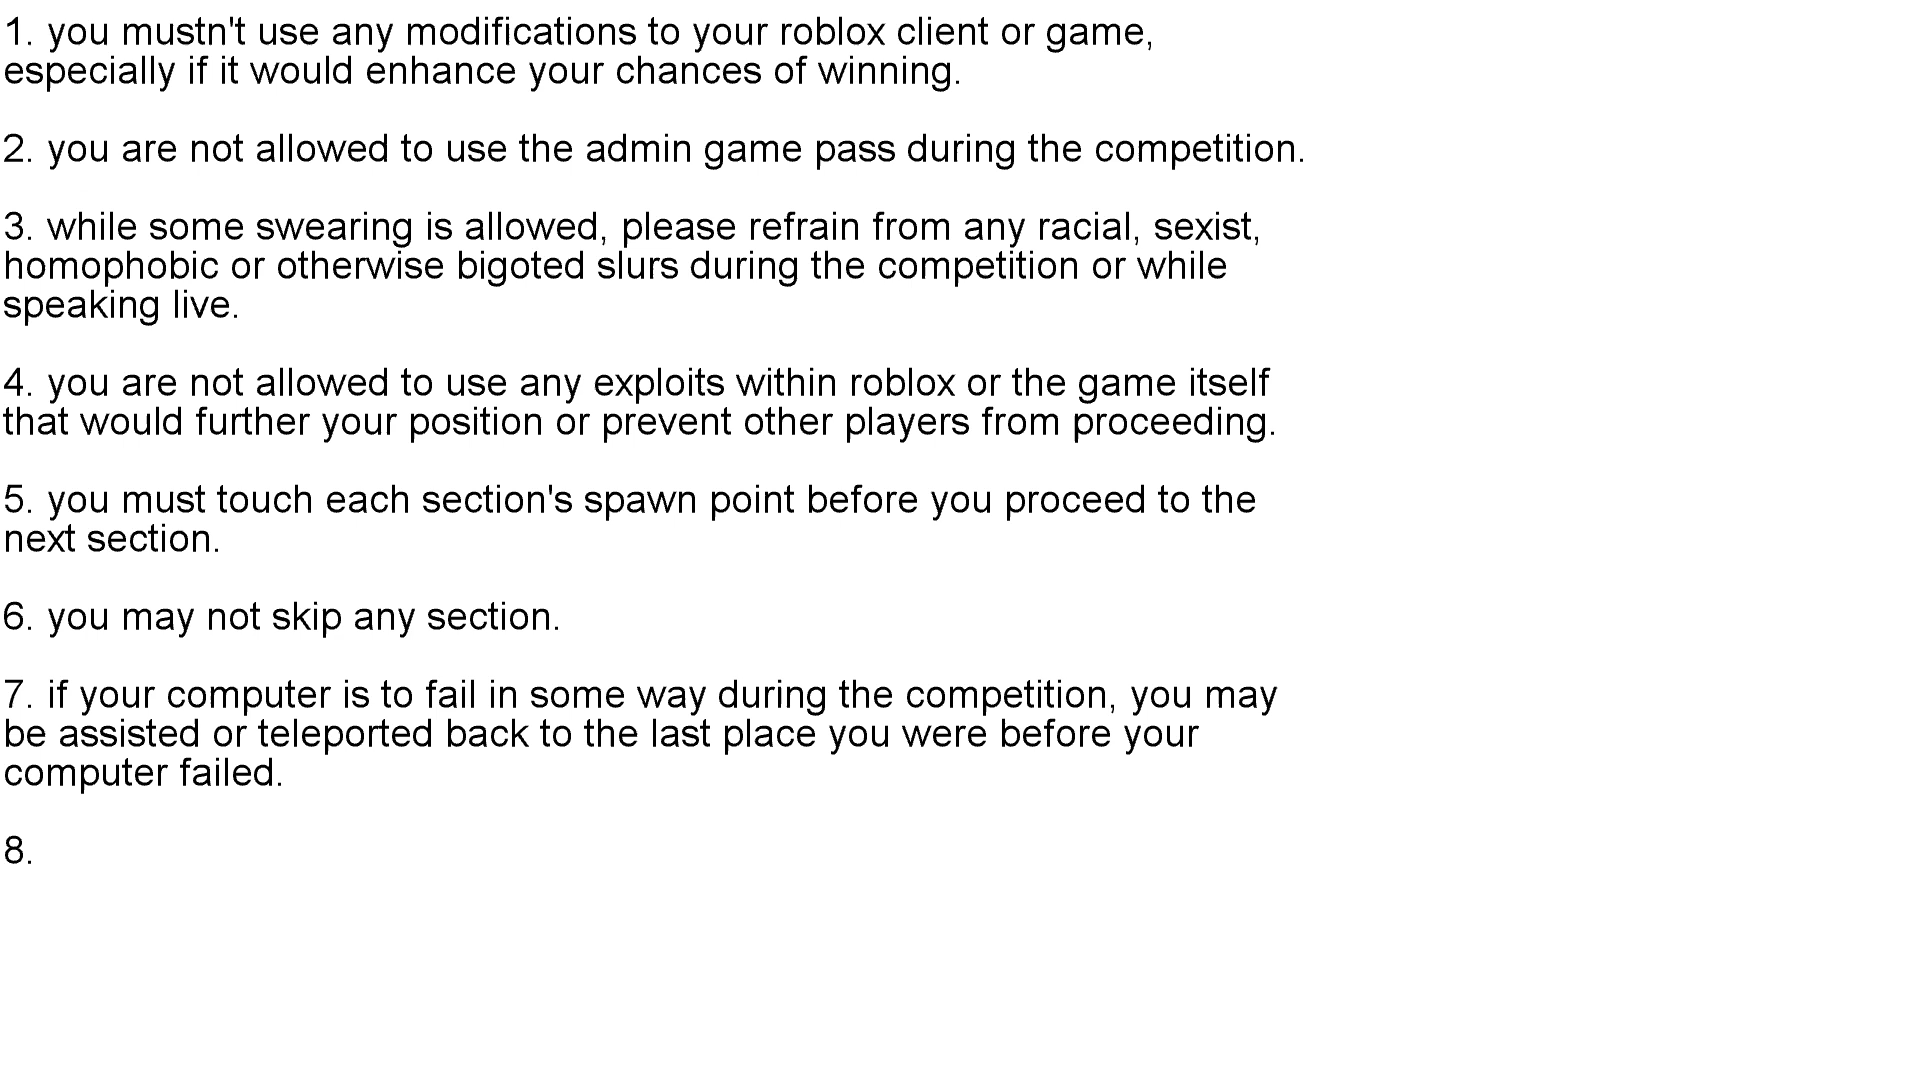 1. you mustn't use any modifications to your roblox client or game,
especially if it would enhance your chances of winning.
2. you are not allowed to use the admin game pass during the competition.
3. while some swearing is allowed, please refrain from any racial, sexist,
homophobic or otherwise bigoted slurs during the competition or while
speaking live.
4. you are not allowed to use any exploits within roblox or the game itself
that would further your position or prevent other players from proceeding.
5. you must touch each section's spawn point before you proceed to the
next section.
6. you may not skip any section.
7. if your computer is to fail in some way during the competition, you may
be assisted or teleported back to the last place you were before your
computer failed.
8.